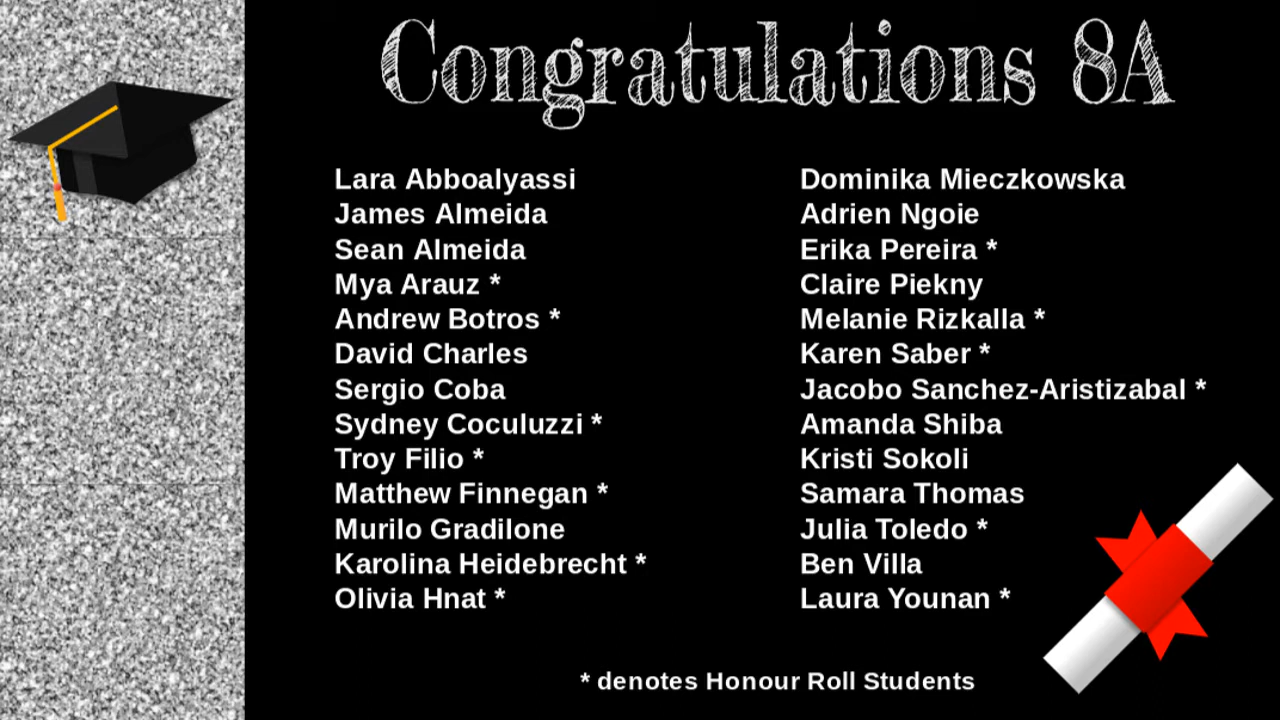 Congratulations 8A
Lara Abboalyassi
James Almeida
Sean Almeida
Mya Arauz *
Andrew Botros *
David Charles
Sergio Coba
Sydney Coculuzzi *
Troy Filio *
Matthew Finnegan *
Murilo Gradilone
Karolina Heidebrecht *
Olivia Hnat *
Dominika Mieczkowska
Adrien Ngoie
Erika Pereira *
Claire Piekny
Melanie Rizkalla *
Karen Saber *
Jacobo Sanchez-Aristizabal *
Amanda Shiba
Kristi Sokoli
Samara Thomas
Julia Toledo *
Ben Villa
Laura Younan *
* denotes Honour Roll Students